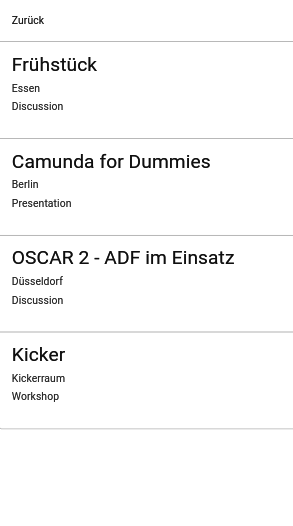 Zurück
Frühstück
Essen
Discussion
Camunda for Dummies
Berlin
Presentation
OSCAR 2 - ADF im Einsatz
Düsseldorf
Discussion
Kicker
Kickerraum
Workshop